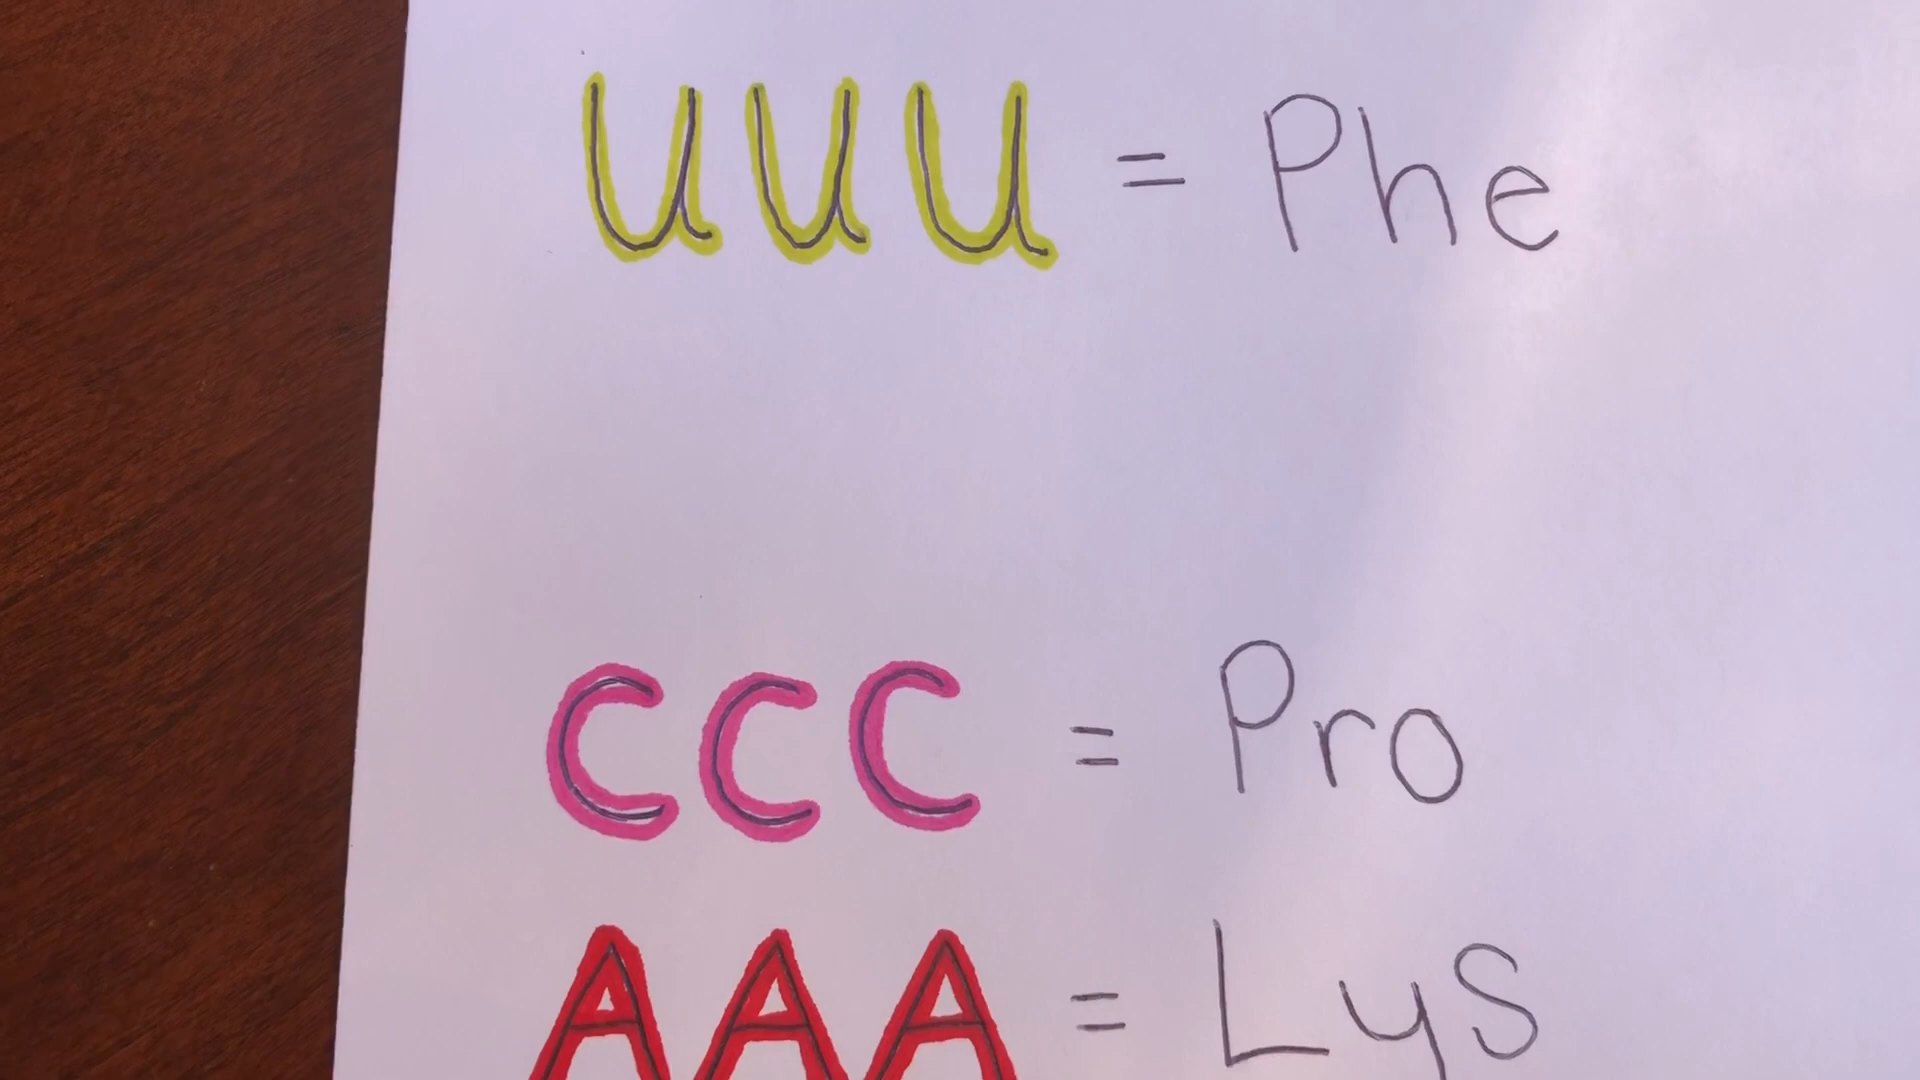 UUU = Phe
CCC = Pro
AAA = Lys